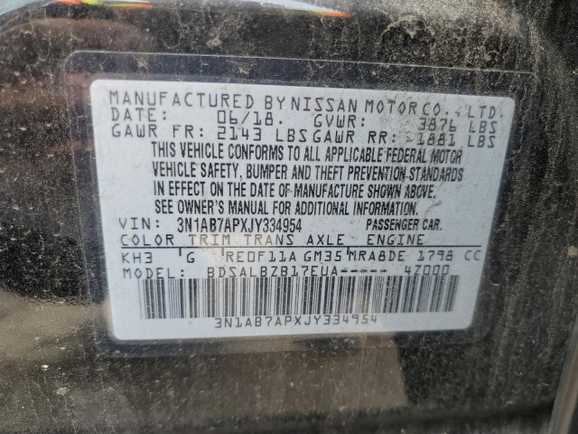 MANUFACTURED BY NISSAN MOTOR CO., LTD.
DATE: 06/18. GVWR: 3876 LBS
GAWR FR: 2143 LBS GAWR RR: 1881 LBS
THIS VEHICLE CONFORMS TO ALL APPLICABLE FEDERAL MOTOR
VEHICLE SAFETY, BUMPER AND THEFT PREVENTION STANDARDS
IN EFFECT ON THE DATE OF MANUFACTURE SHOWN ABOVE.
SEE OWNER'S MANUAL FOR ADDITIONAL INFORMATION.
VIN: 3N1AB7APXJY334954 PASSENGER CAR.
COLOR TRIM TRANS AXLE ENGINE
KH3 'G 'RE0F11A GM35 'MRA8DE 1798 CC
MODEL: BDSALBZB17EUA----- 4Z000
3N1AB7APXJY334954